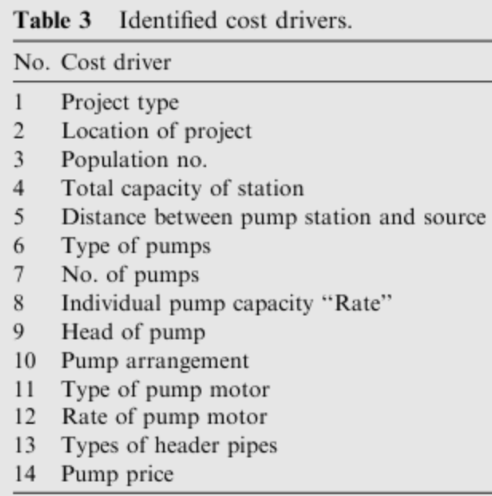 Table 3 Identified cost drivers.
No. Cost driver
1 Project type
2 Location of project
3 Population no.
4 Total capacity of station
5 Distance between pump station and source
6 Type of pumps
7 No. of pumps
8 Individual pump capacity “Rate”
9 Head of pump
10 Pump arrangement
11 Type of pump motor
12 Rate of pump motor
13 Types of header pipes
14 Pump price